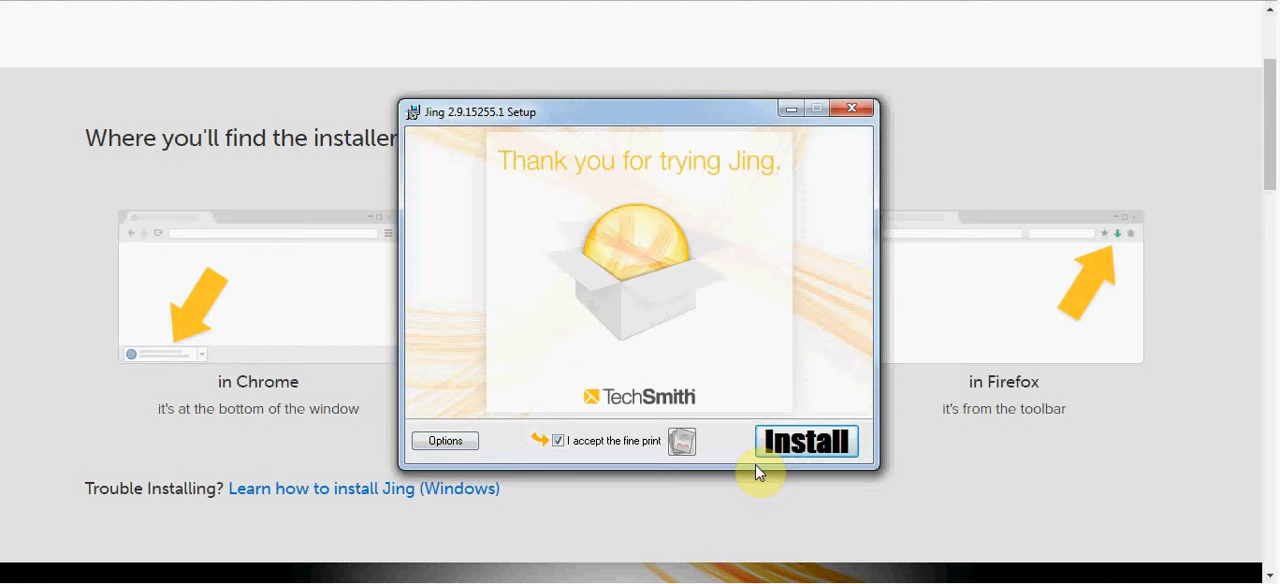 Jing 2.9.15255.1 Setup
Where you'll find the installer
Thank you for trying Jing.
TechSmith
in Chrome
it's at the bottom of the window
in Firefox
it's from the toolbar
Options
I accept the fine print
Install
Trouble Installing? Learn how to install Jing (Windows)